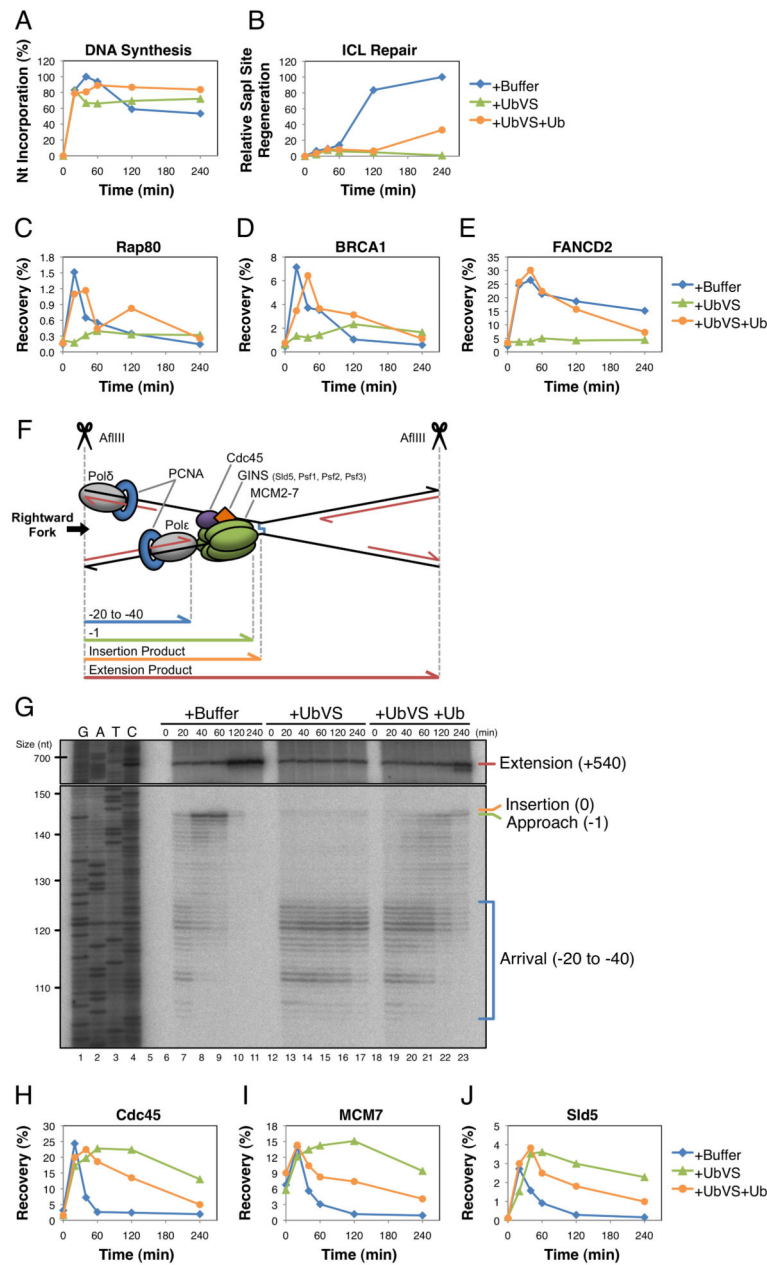 A
DNA Synthesis
Nt Incorporation (%)
120
100
80
60
40
20
0
0 60 120 180 240
Time (min)
B
ICL Repair
Relative SapI Site
Regeneration
120
100
80
60
40
20
0
0 60 120 180 240
Time (min)
+Buffer
+UbVS
+UbVS+Ub
C
Rap80
Recovery (%)
1.8
1.5
1.2
0.9
0.6
0.3
0.0
0 60 120 180 240
Time (min)
D
BRCA1
Recovery (%)
8
6
4
2
0
0 60 120 180 240
Time (min)
E
FANCD2
Recovery (%)
35
30
25
20
15
10
5
0
0 60 120 180 240
Time (min)
+Buffer
+UbVS
+UbVS+Ub
F
AflIII
AflIII
Cdc45
GINS (Sld5, Psf1, Psf2, Psf3)
MCM2-7
Polδ
PCNA
Rightward
Fork
Polε
-20 to -40
-1
Insertion Product
Extension Product
G
+Buffer +UbVS +UbVS +Ub
G A T C 0 20 40 60 120 240 0 20 40 60 120 240 0 20 40 60 120 240 (min)
Size (nt)
700
Extension (+540)
150
Insertion (0)
Approach (-1)
140
130
120
Arrival (-20 to -40)
110
1 2 3 4 5 6 7 8 9 10 11 12 13 14 15 16 17 18 19 20 21 22 23
H
Cdc45
Recovery (%)
30
25
20
15
10
5
0
0 60 120 180 240
Time (min)
I
MCM7
Recovery (%)
18
15
12
9
6
3
0
0 60 120 180 240
Time (min)
J
Sld5
Recovery (%)
5
4
3
2
1
0
0 60 120 180 240
Time (min)
+Buffer
+UbVS
+UbVS+Ub